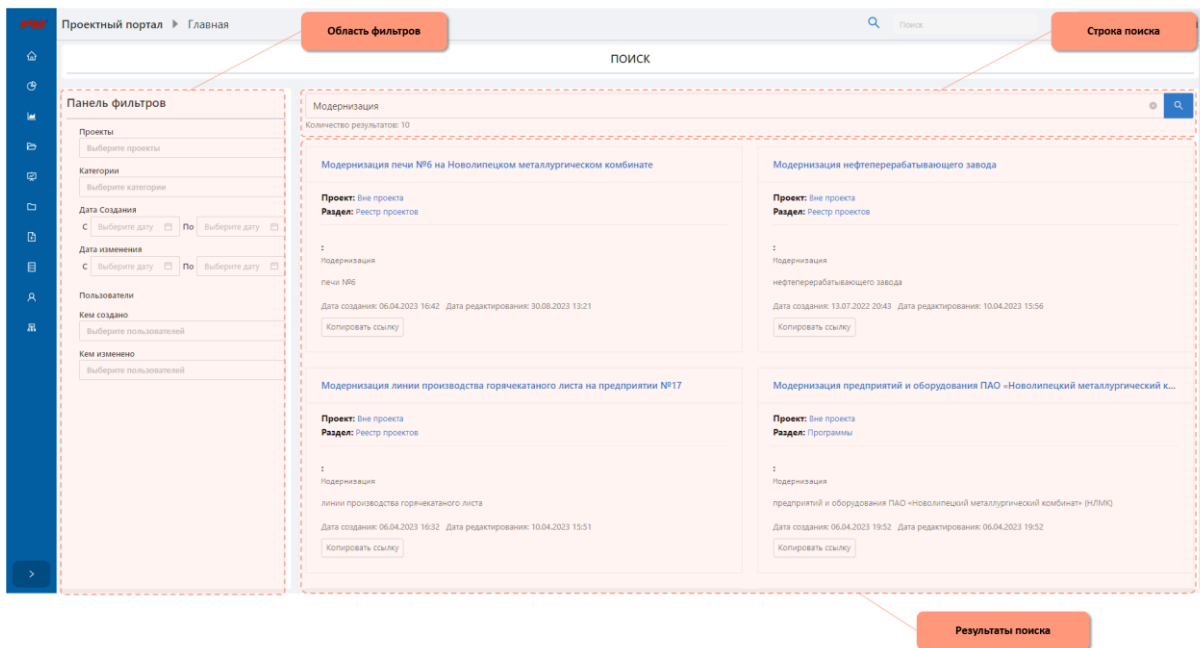 PM
Проектный портал
Главная
Поиск
Область фильтров
Строка поиска
ПОИСК
Панель фильтров
Проекты
Выберите проекты
Категории
Выберите категории
Дата Создания
С Выберите дату По Выберите дату
Дата изменения
С Выберите дату По Выберите дату
Пользователи
Кем создано
Выберите пользователей
Кем изменено
Выберите пользователей
Модернизация
Количество результатов: 10
Модернизация печи №6 на Новолипецком металлургическом комбинате
Проект: Вне проекта
Раздел: Реестр проектов
:
Модернизация
печи №6
Дата создания: 06.04.2023 16:42 Дата редактирования: 30.08.2023 13:21
Копировать ссылку
Модернизация нефтеперерабатывающего завода
Проект: Вне проекта
Раздел: Реестр проектов
:
Модернизация
нефтеперерабатывающего завода
Дата создания: 13.07.2022 20:43 Дата редактирования: 10.04.2023 15:56
Копировать ссылку
Модернизация линии производства горячекатаного листа на предприятии №17
Проект: Вне проекта
Раздел: Реестр проектов
:
Модернизация
линии производства горячекатаного листа
Дата создания: 06.04.2023 16:32 Дата редактирования: 10.04.2023 15:51
Копировать ссылку
Модернизация предприятий и оборудования ПАО «Новолипецкий металлургический к...
Проект: Вне проекта
Раздел: Программы
:
Модернизация
предприятий и оборудования ПАО «Новолипецкий металлургический комбинат» (НЛМК)
Дата создания: 06.04.2023 19:52 Дата редактирования: 06.04.2023 19:52
Копировать ссылку
Результаты поиска